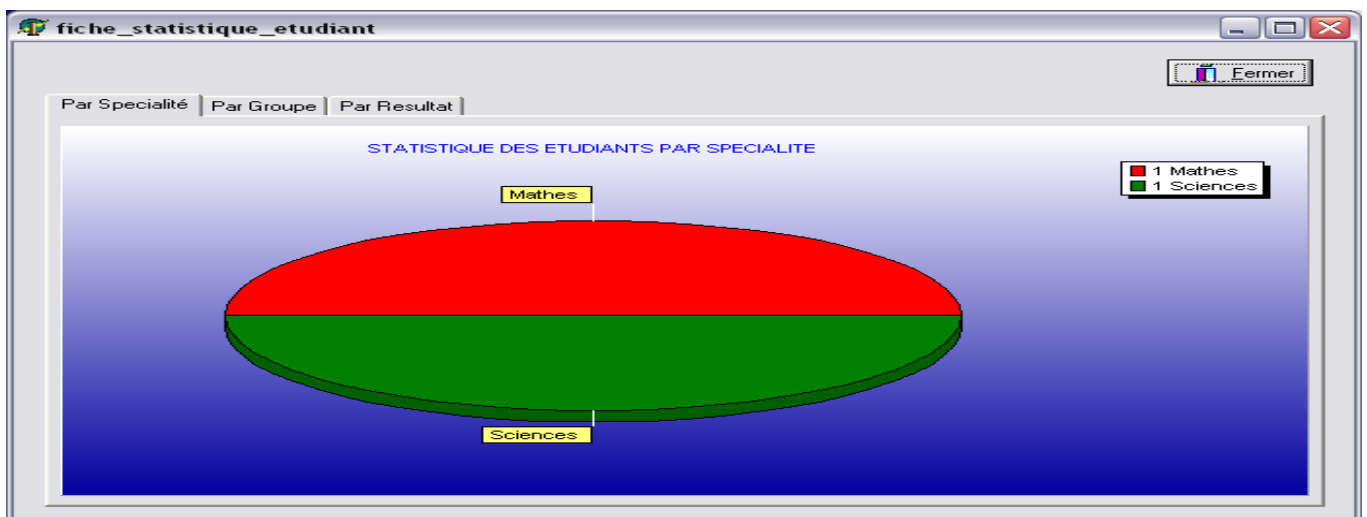 fiche_statistique_etudiant
Fermer
Par Specialité
Par Groupe
Par Resultat
STATISTIQUE DES ETUDIANTS PAR SPECIALITE
1 Mathes
1 Sciences
Mathes
Sciences